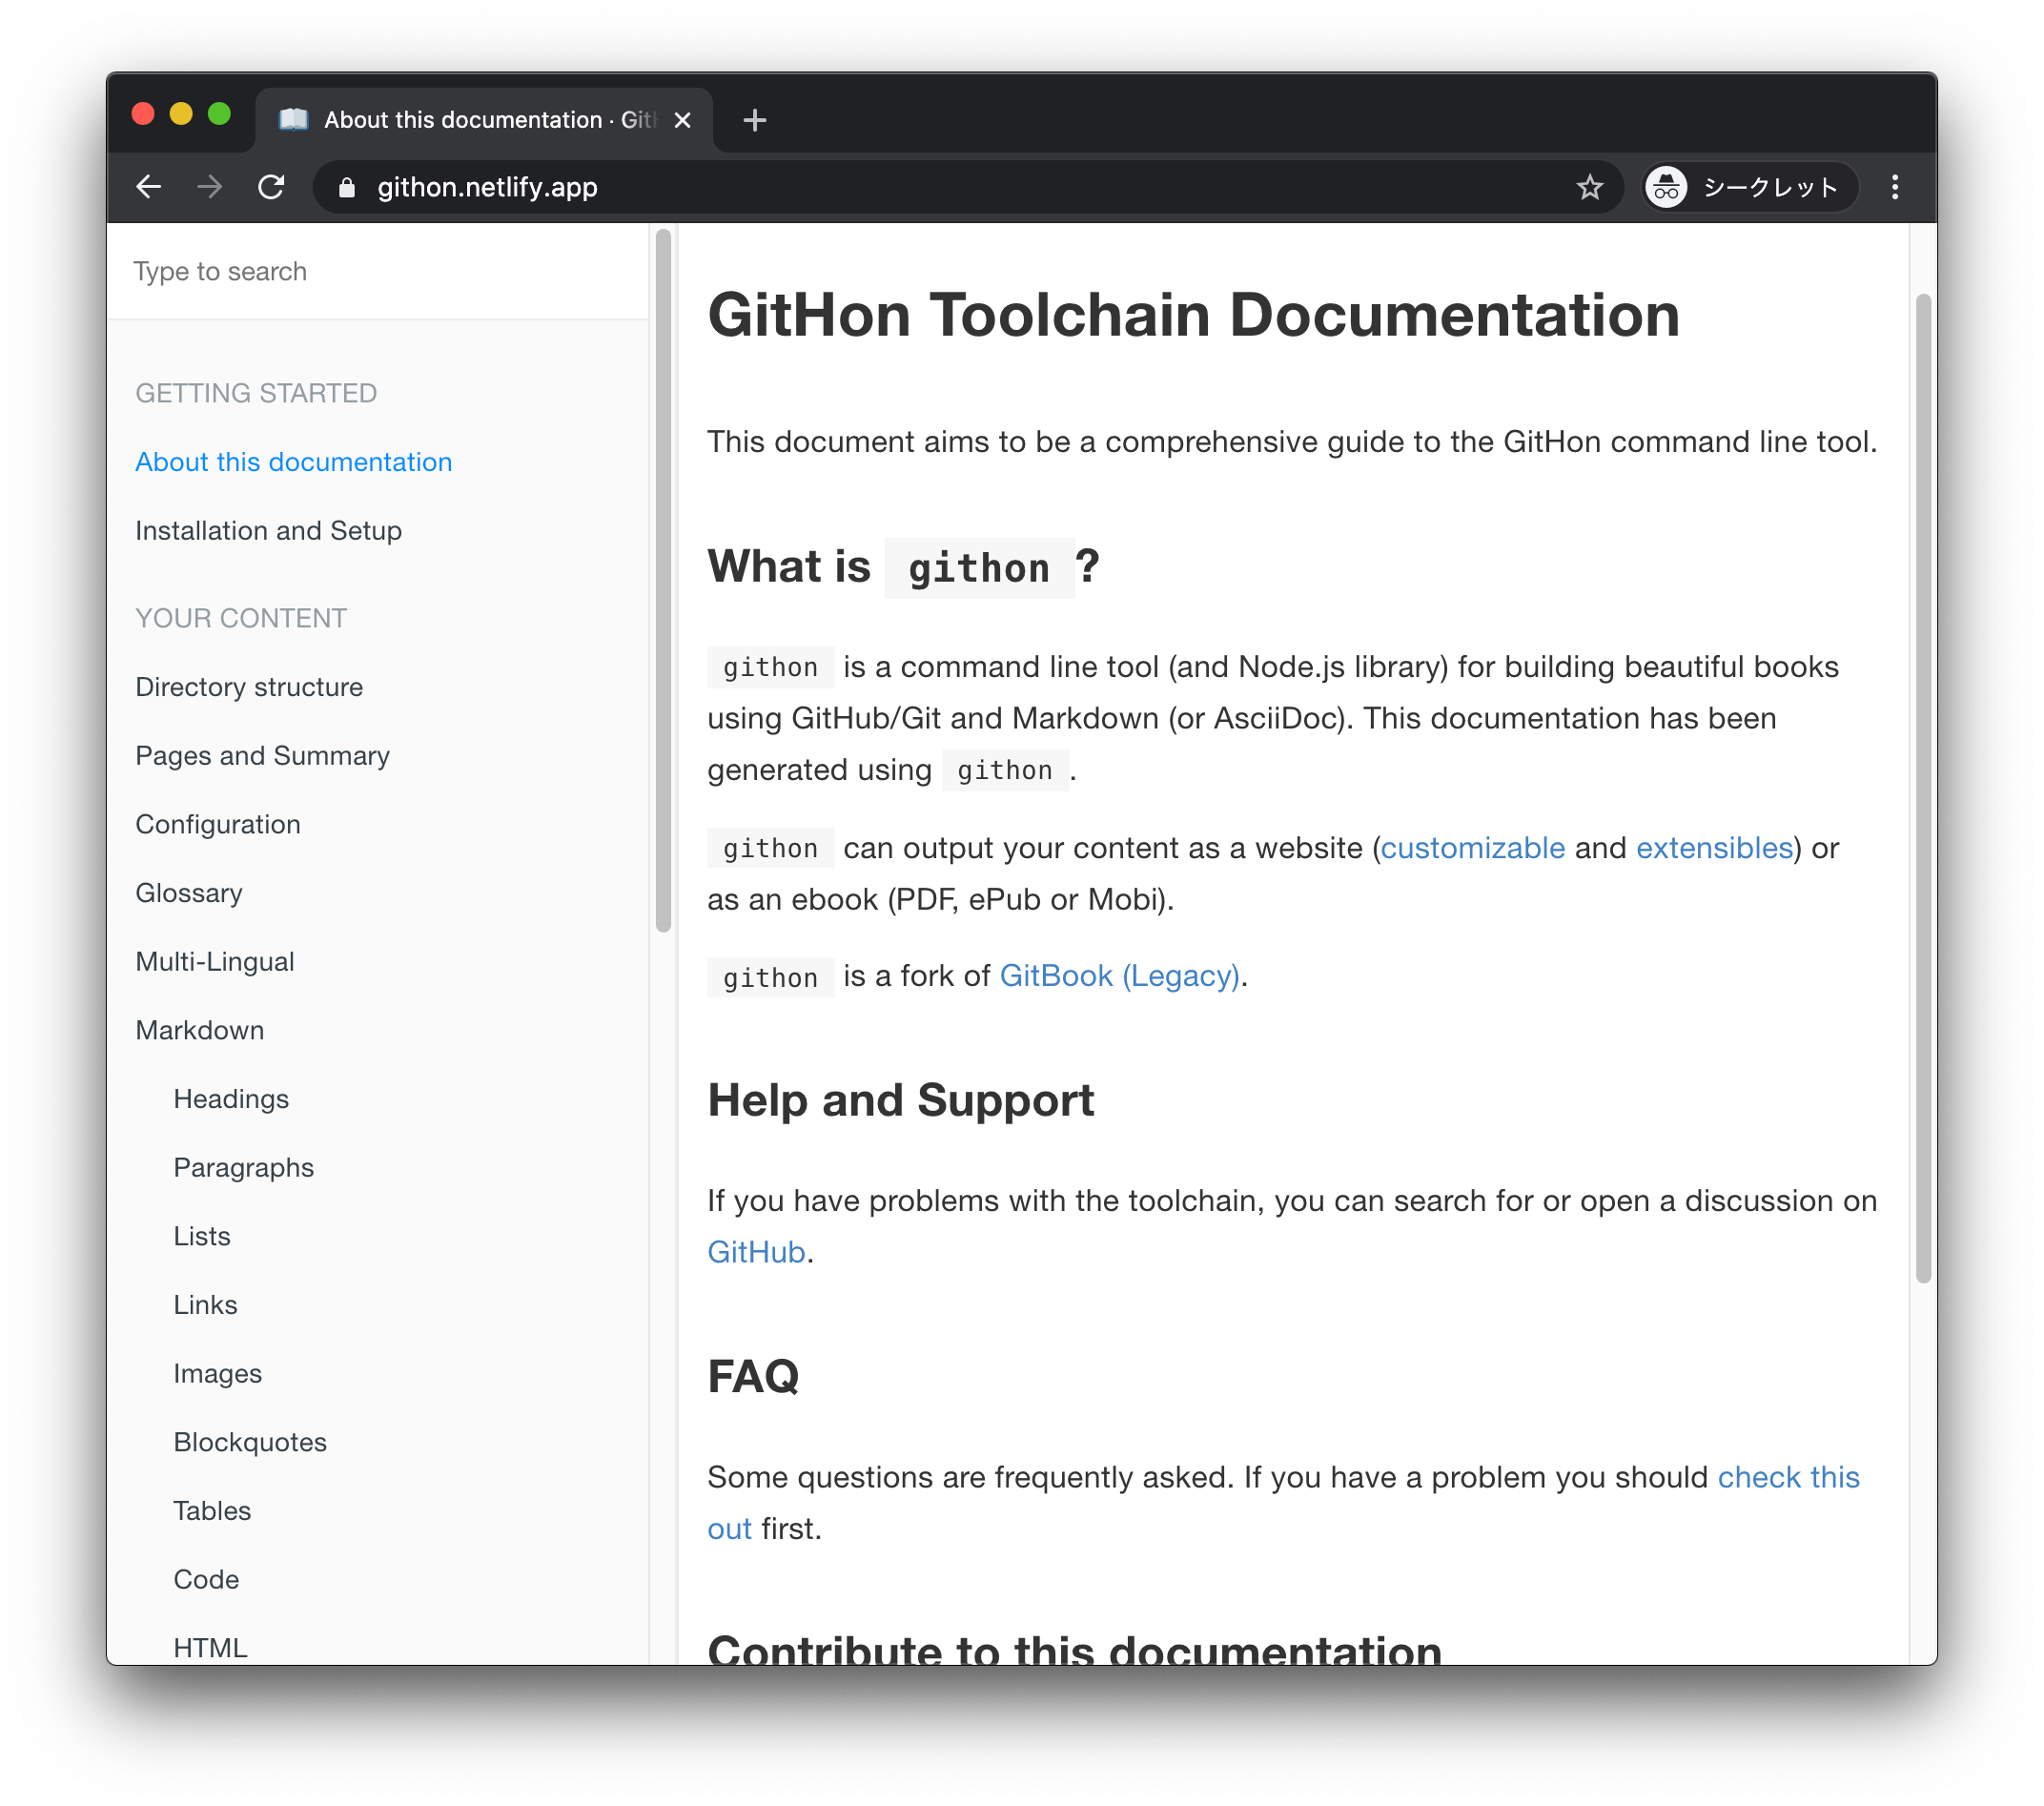 About this documentation · Git
githon.netlify.app
シークレット
Type to search
GETTING STARTED
About this documentation
Installation and Setup
YOUR CONTENT
Directory structure
Pages and Summary
Configuration
Glossary
Multi-Lingual
Markdown
Headings
Paragraphs
Lists
Links
Images
Blockquotes
Tables
Code
HTML
GitHon Toolchain Documentation
This document aims to be a comprehensive guide to the GitHon command line tool.
What is githon ?
githon is a command line tool (and Node.js library) for building beautiful books
using GitHub/Git and Markdown (or AsciiDoc). This documentation has been
generated using githon .
githon can output your content as a website (customizable and extensibles) or
as an ebook (PDF, ePub or Mobi).
githon is a fork of GitBook (Legacy).
Help and Support
If you have problems with the toolchain, you can search for or open a discussion on
GitHub.
FAQ
Some questions are frequently asked. If you have a problem you should check this
out first.
Contribute to this documentation